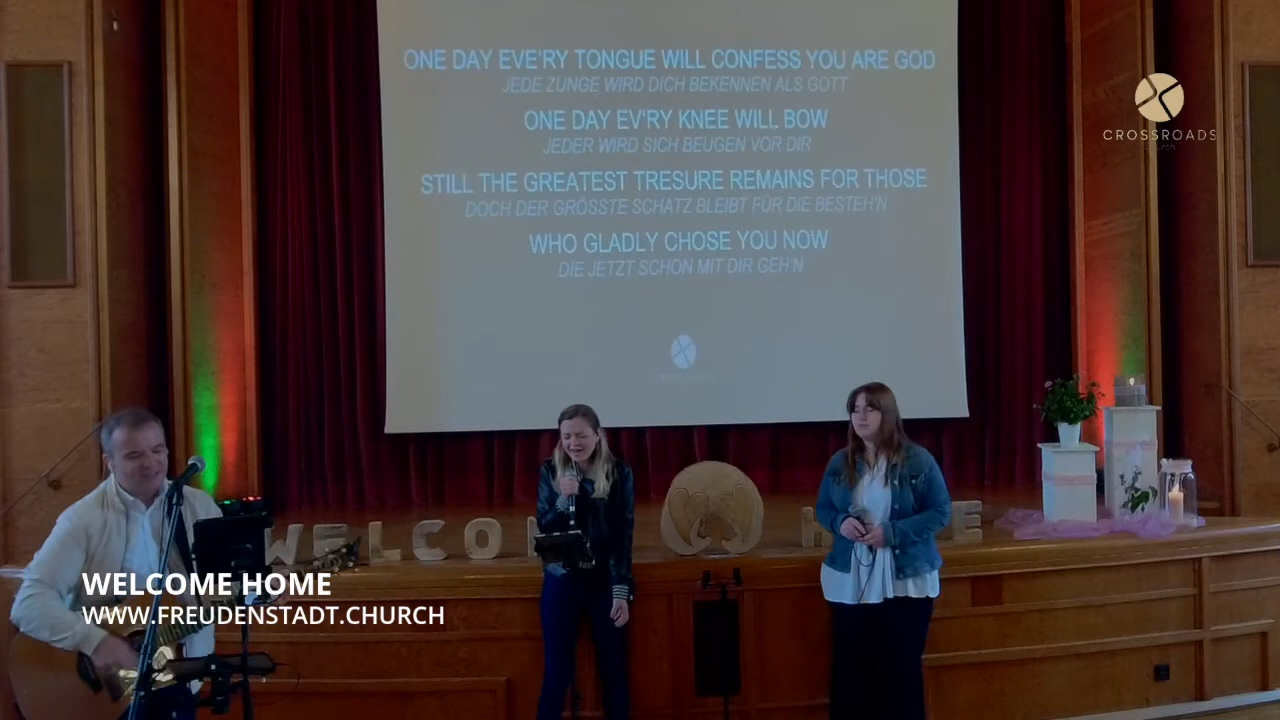 ONE DAY EVE'RY TONGUE WILL CONFESS YOU ARE GOD
JEDE ZUNGE WIRD DICH BEKENNEN ALS GOTT
ONE DAY EV'RY KNEE WILL BOW
JEDER WIRD SICH BEUGEN VOR DIR
STILL THE GREATEST TRESURE REMAINS FOR THOSE
DOCH DER GRÖSSTE SCHATZ BLEIBT FÜR DIE BESTEH'N
WHO GLADLY CHOSE YOU NOW
DIE JETZT SCHON MIT DIR GEH'N
CROSSROADS
church
WELCO
H E
WELCOME HOME
WWW.FREUDENSTADT.CHURCH